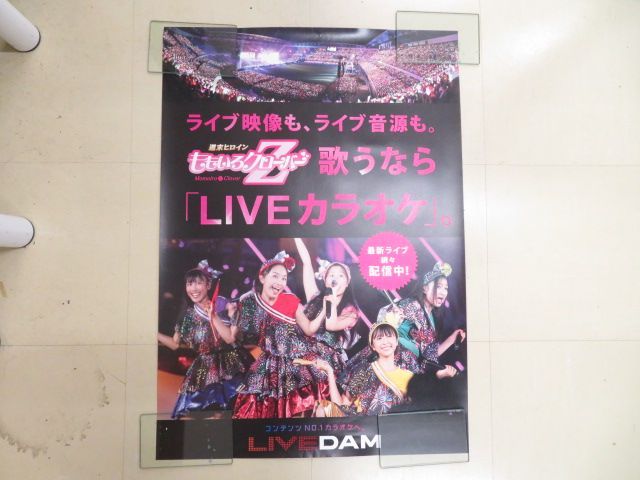 ライブ映像も、ライブ音源も。
週末ヒロイン
ももいろクローバーZ
Momoiro Clover
歌うなら
「LIVEカラオケ」。
最新ライブ
続々
配信中!
コンテンツNO.1カラオケへ。
LIVE DAM